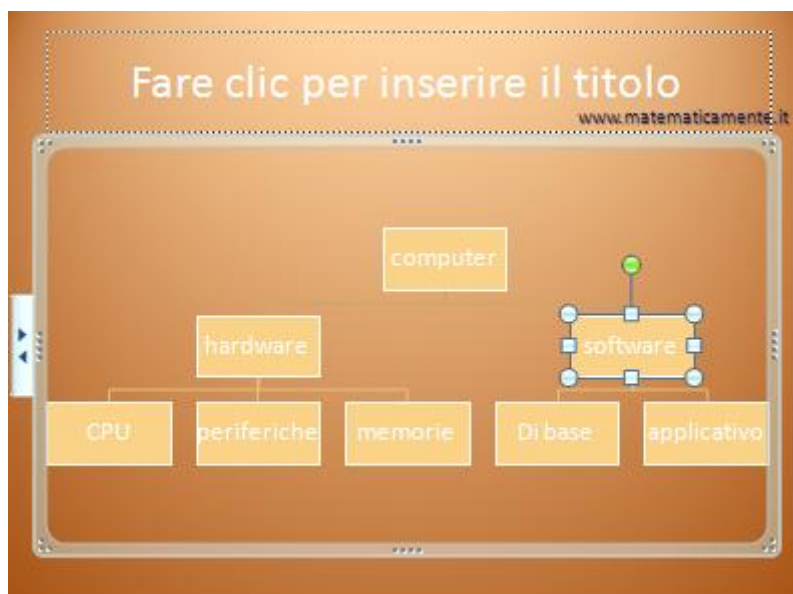 Fare clic per inserire il titolo
www.matematicamente.it
computer
hardware
software
CPU
periferiche
memorie
Di base
applicativo